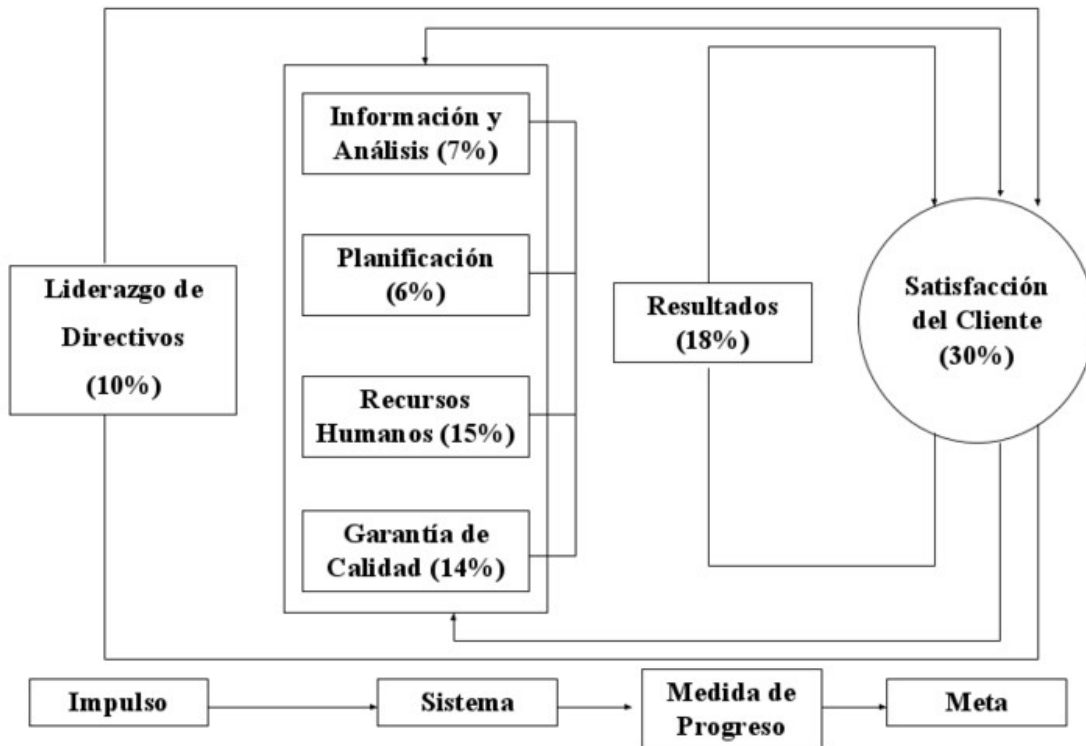 Información y
Análisis (7%)
Planificación
(6%)
Liderazgo de
Directivos
(10%)
Resultados
(18%)
Satisfacción
del Cliente
(30%)
Recursos
Humanos (15%)
Garantía de
Calidad (14%)
Impulso
Sistema
Medida de
Progreso
Meta